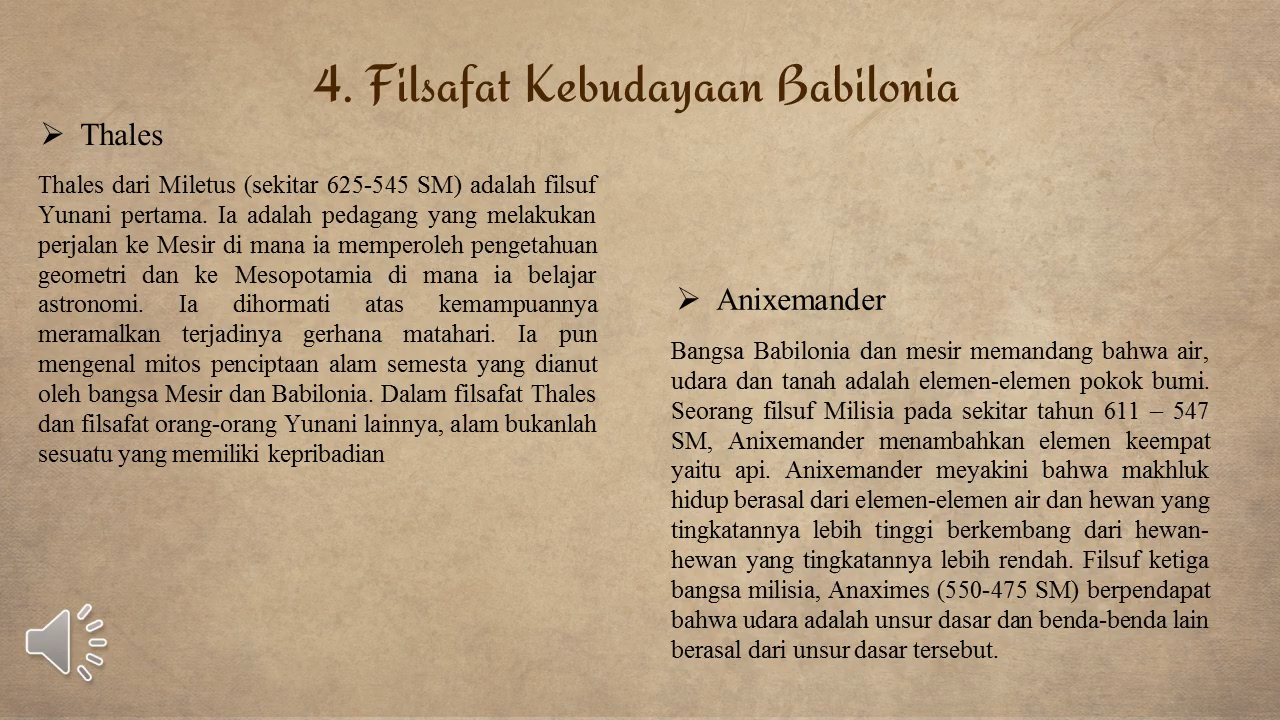 4. Filsafat Kebudayaan Babilonia
➢ Thales
Thales dari Miletus (sekitar 625-545 SM) adalah filsuf
Yunani pertama. Ia adalah pedagang yang melakukan
perjalan ke Mesir di mana ia memperoleh pengetahuan
geometri dan ke Mesopotamia di mana ia belajar
astronomi. Ia dihormati atas kemampuannya
meramalkan terjadinya gerhana matahari. Ia pun
mengenal mitos penciptaan alam semesta yang dianut
oleh bangsa Mesir dan Babilonia. Dalam filsafat Thales
dan filsafat orang-orang Yunani lainnya, alam bukanlah
sesuatu yang memiliki kepribadian
➢ Anixemander
Bangsa Babilonia dan mesir memandang bahwa air,
udara dan tanah adalah elemen-elemen pokok bumi.
Seorang filsuf Milisia pada sekitar tahun 611 – 547
SM, Anixemander menambahkan elemen keempat
yaitu api. Anixemander meyakini bahwa makhluk
hidup berasal dari elemen-elemen air dan hewan yang
tingkatannya lebih tinggi berkembang dari hewan-
hewan yang tingkatannya lebih rendah. Filsuf ketiga
bangsa milisia, Anaximes (550-475 SM) berpendapat
bahwa udara adalah unsur dasar dan benda-benda lain
berasal dari unsur dasar tersebut.